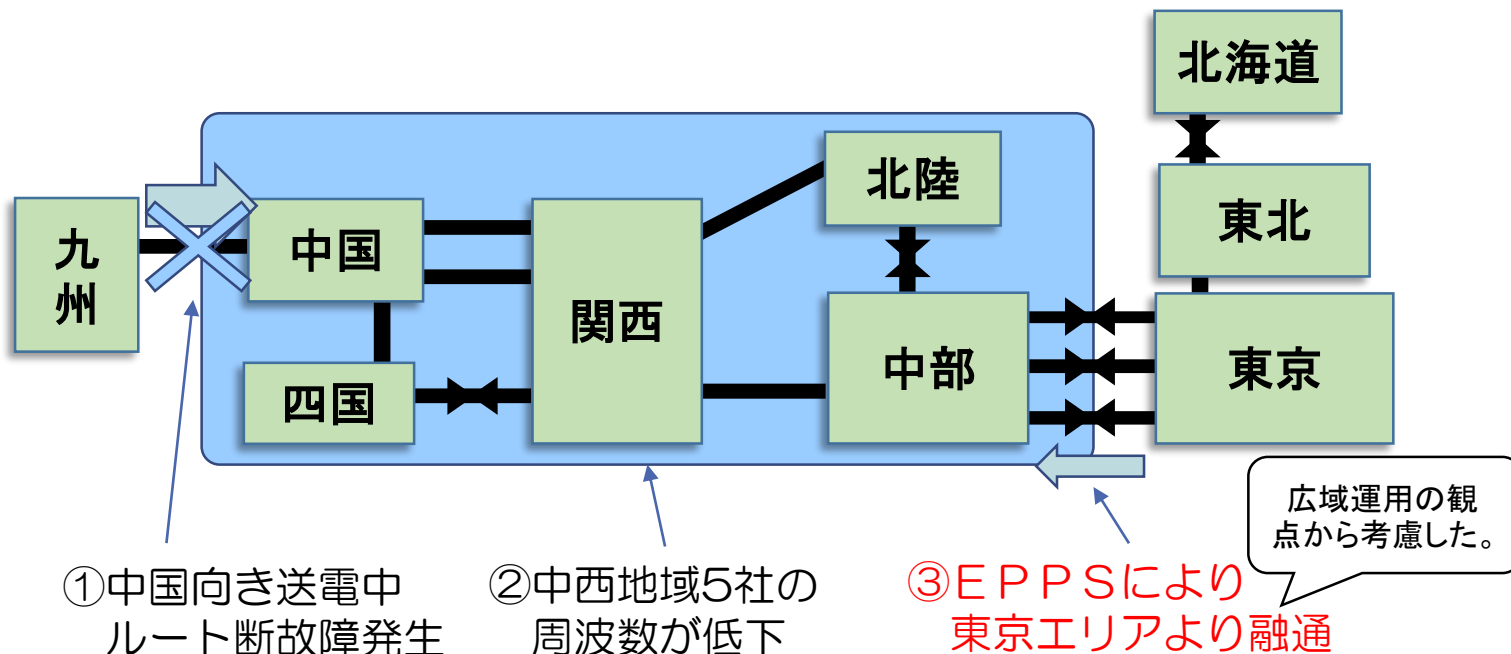 北海道
北陸
東北
九
州
中国
関西
中部
東京
四国
広域運用の観
点から考慮した。
①中国向き送電中
ルート断故障発生
②中西地域5社の
周波数が低下
③ＥＰＰＳにより
東京エリアより融通